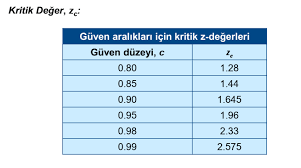 Kritik Değer, zc:
Güven aralıkları için kritik z-değerleri
Güven düzeyi, c zc
0.80 1.28
0.85 1.44
0.90 1.645
0.95 1.96
0.98 2.33
0.99 2.575